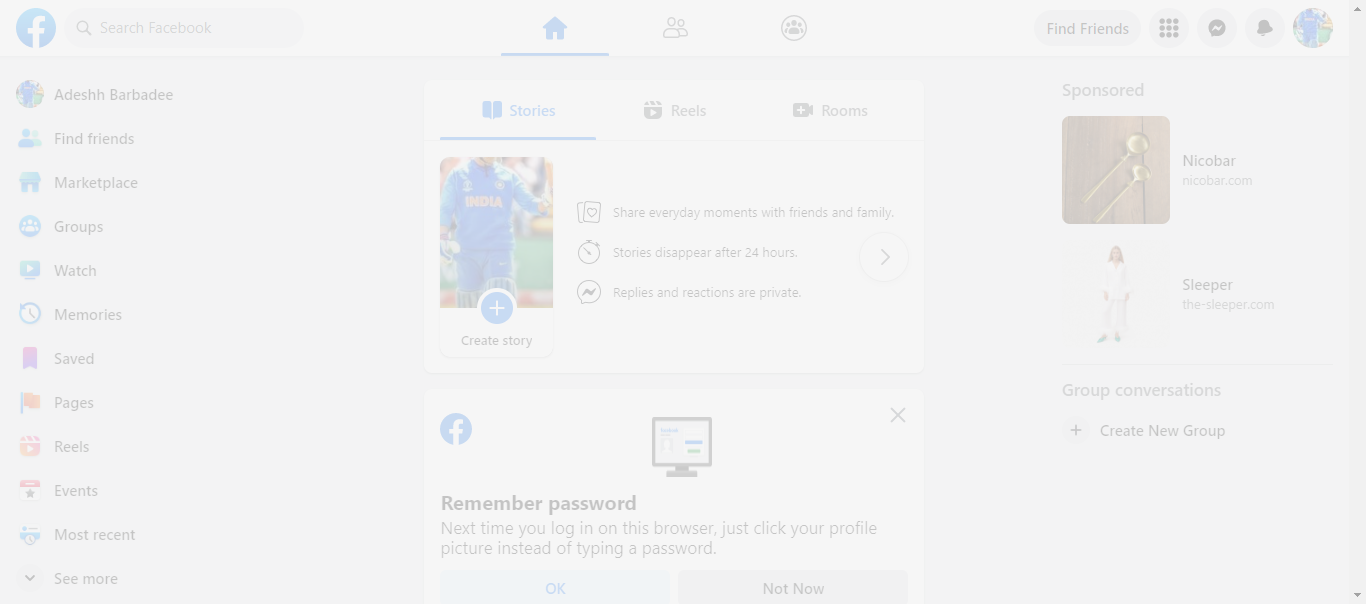 Search Facebook
Find Friends
Adeshh Barbadee
Find friends
Marketplace
Groups
Watch
Memories
Saved
Pages
Reels
Events
Most recent
See more
Stories
Reels
Rooms
INDIA
Create story
Share everyday moments with friends and family.
Stories disappear after 24 hours.
Replies and reactions are private.
Remember password
Next time you log in on this browser, just click your profile
picture instead of typing a password.
OK
Not Now
Sponsored
Nicobar
nicobar.com
Sleeper
the-sleeper.com
Group conversations
Create New Group